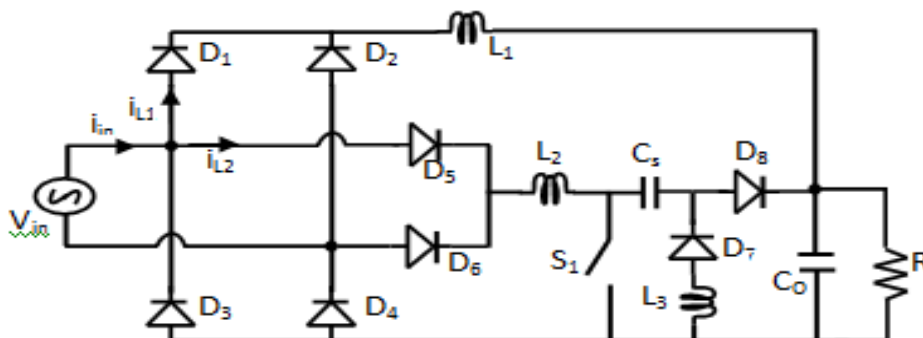 D1
D2
L1
iL1
iin
iL2
Vin
D5
D6
L2
Cs
D8
S1
D7
L3
CO
R
D3
D4